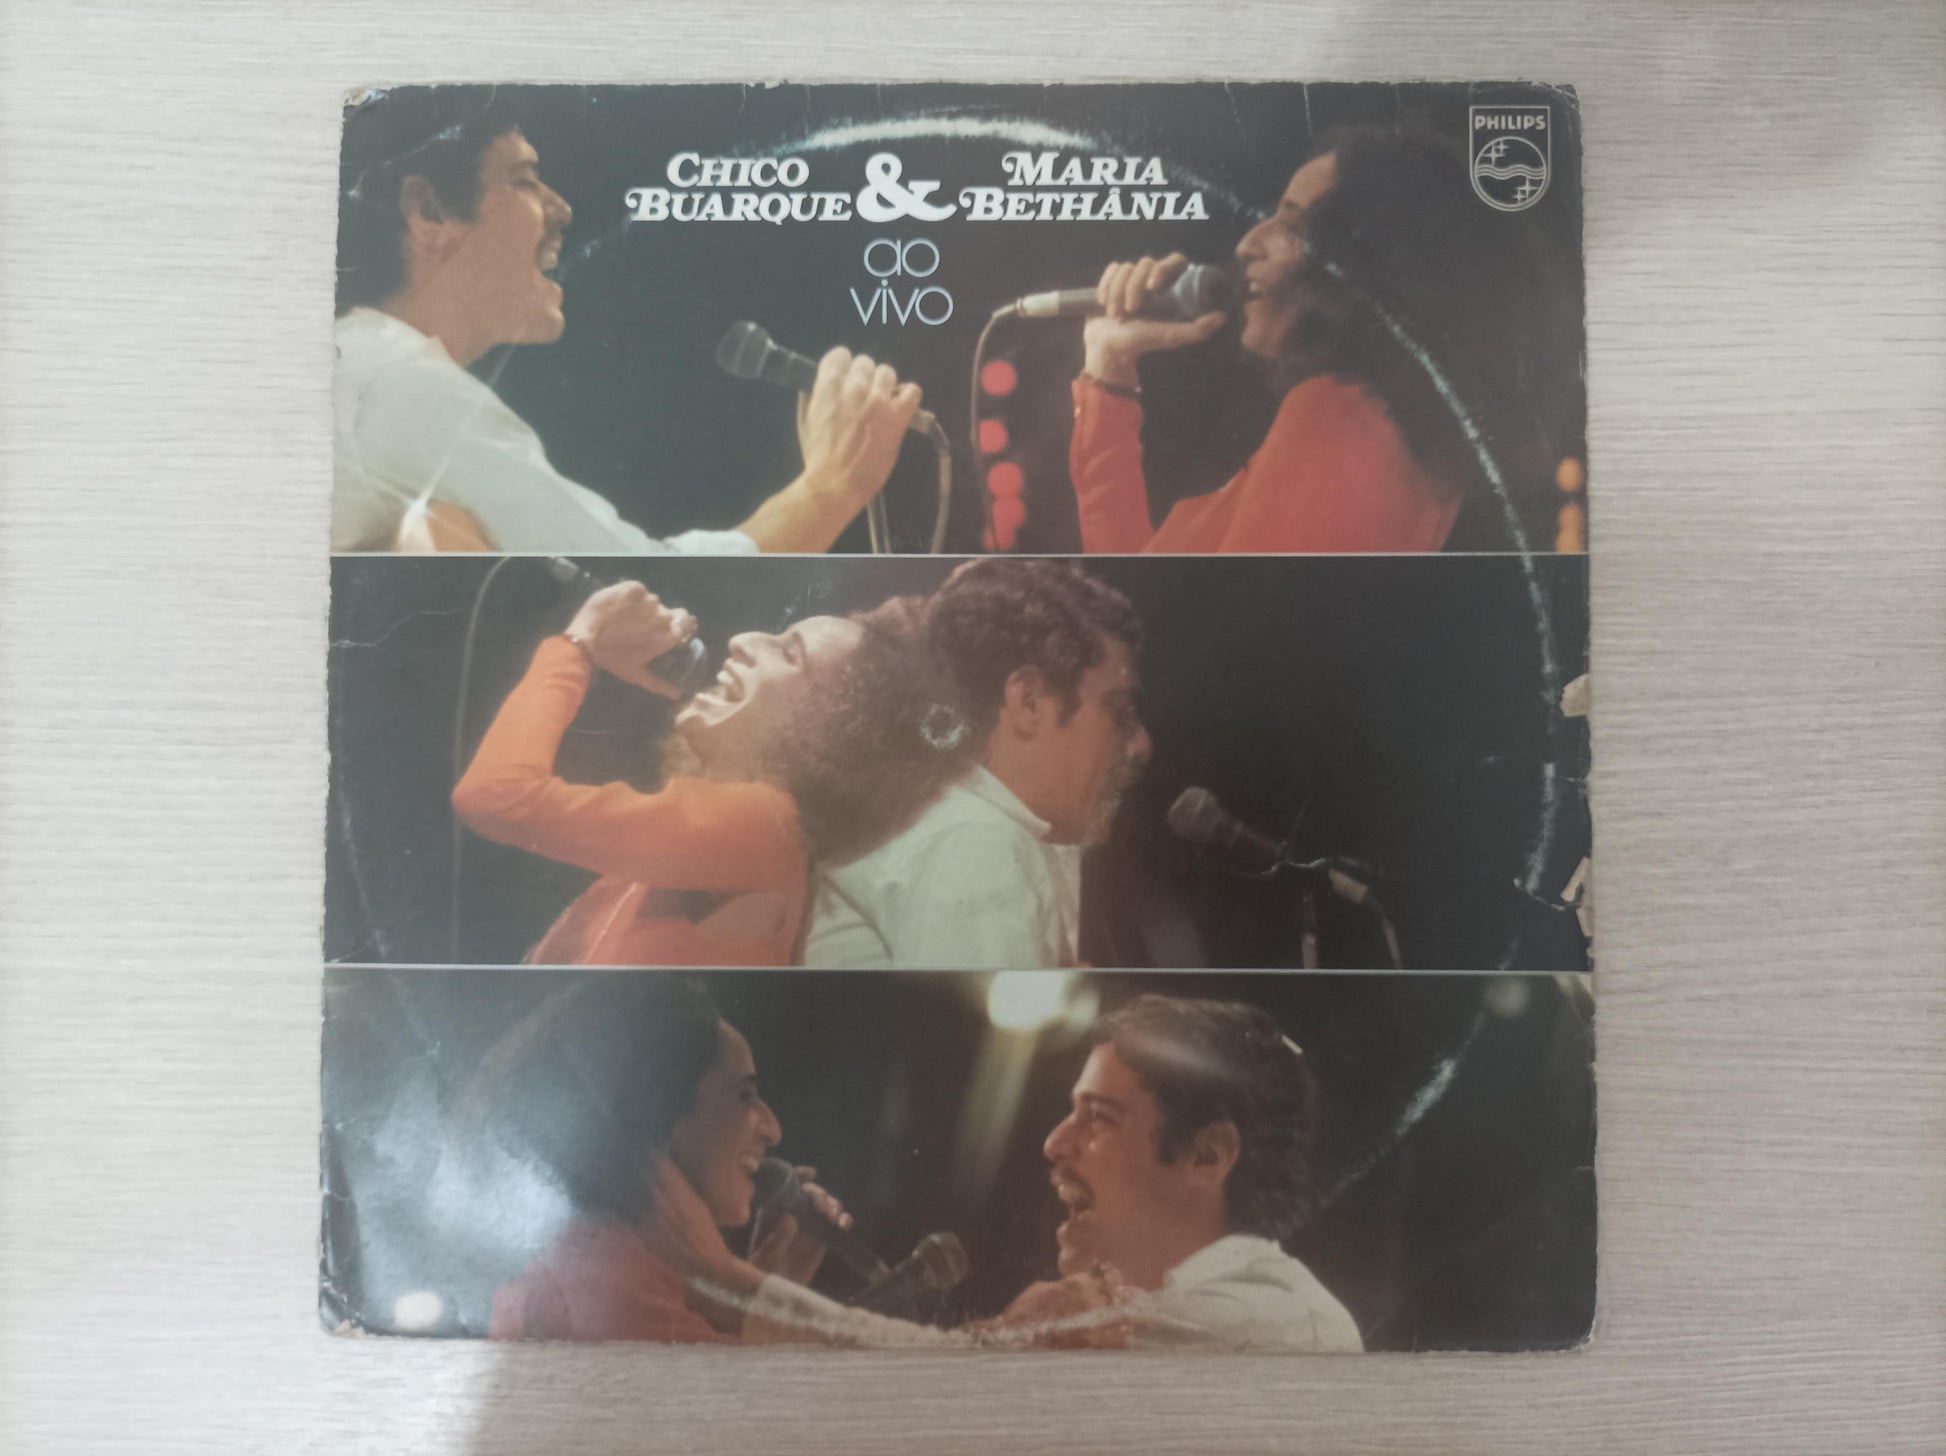 CHICO
BUARQUE
&
MARIA
BETHÂNIA
ao
vivo
PHILIPS